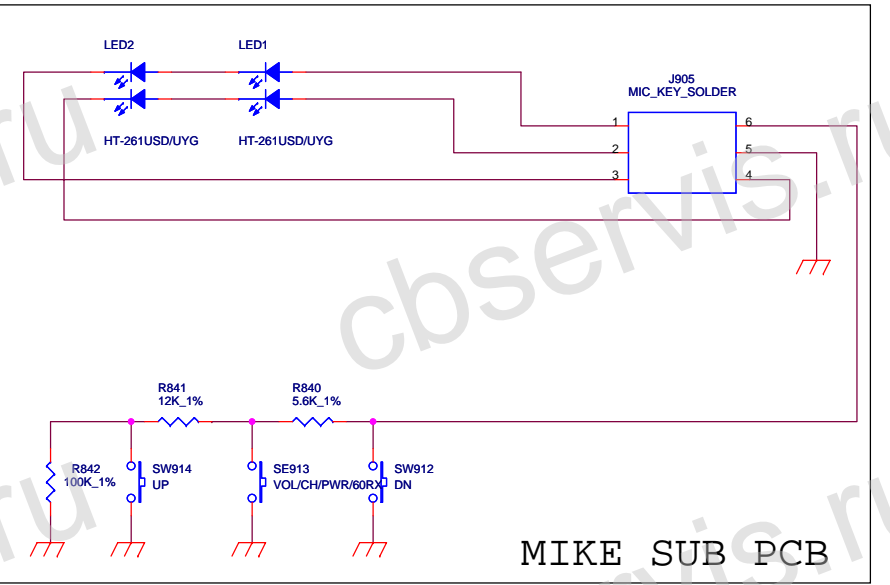 LED2
LED1
J905
MIC_KEY_SOLDER
1
6
2
5
3
4
HT-261USD/UYG
HT-261USD/UYG
cbservis.ru
R841
12K_1%
R840
5.6K_1%
R842
100K_1%
SW914
UP
SE913
VOL/CH/PWR/60RX
SW912
DN
MIKE SUB PCB